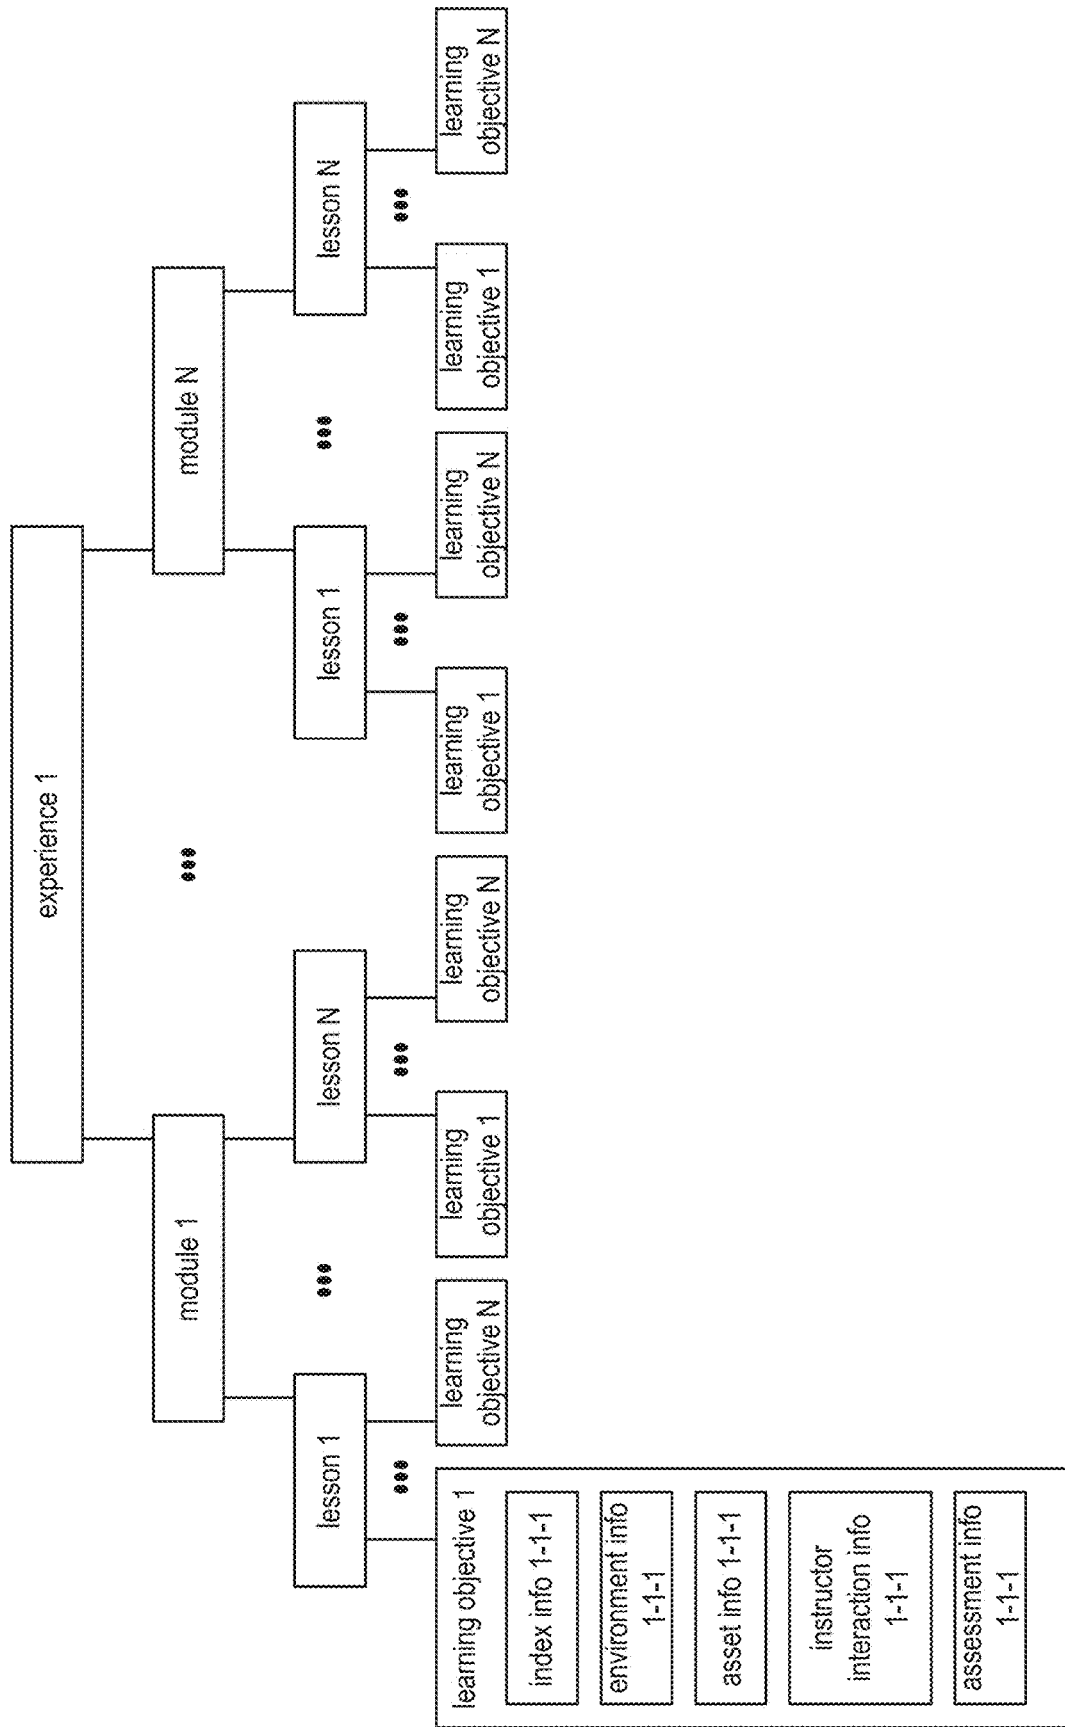 experience 1
module 1
●●●
module N
lesson 1
●●●
lesson N
lesson 1
●●●
lesson N
●●●
●●●
●●●
●●●
learning objective 1
index info 1-1-1
environment info
1-1-1
asset info 1-1-1
instructor
interaction info
1-1-1
assessment info
1-1-1
learning
objective N
learning
objective 1
learning
objective N
learning
objective 1
learning
objective N
learning
objective 1
learning
objective N